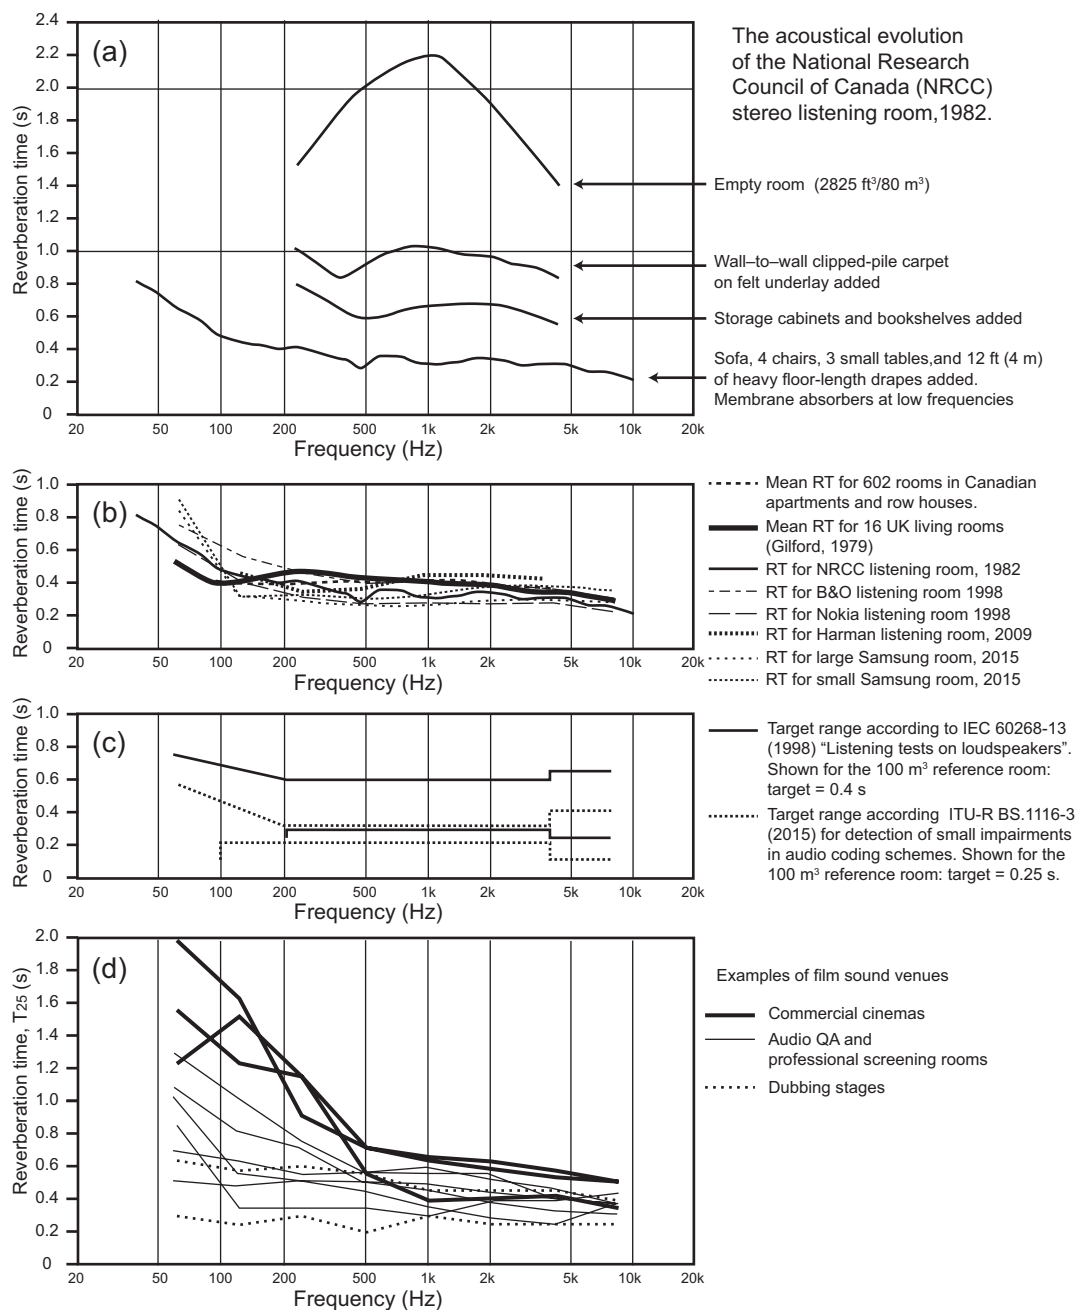 (a)
The acoustical evolution
of the National Research
Council of Canada (NRCC)
stereo listening room,1982.
Reverberation time (s)
2.4
2.2
2.0
1.8
1.6
1.4
1.2
1.0
0.8
0.6
0.4
0.2
0
Empty room (2825 ft³/80 m³)
Wall–to–wall clipped-pile carpet
on felt underlay added
Storage cabinets and bookshelves added
Sofa, 4 chairs, 3 small tables,and 12 ft (4 m)
of heavy floor-length drapes added.
Membrane absorbers at low frequencies
20 50 100 200 500 1k 2k 5k 10k 20k
Frequency (Hz)
(b)
Reverberation time (s)
1.0
0.8
0.6
0.4
0.2
0
20 50 100 200 500 1k 2k 5k 10k 20k
Frequency (Hz)
Mean RT for 602 rooms in Canadian
apartments and row houses.
Mean RT for 16 UK living rooms
(Gilford, 1979)
RT for NRCC listening room, 1982
RT for B&O listening room 1998
RT for Nokia listening room 1998
RT for Harman listening room, 2009
RT for large Samsung room, 2015
RT for small Samsung room, 2015
(c)
Reverberation time (s)
1.0
0.8
0.6
0.4
0.2
0
20 50 100 200 500 1k 2k 5k 10k 20k
Frequency (Hz)
Target range according to IEC 60268-13
(1998) “Listening tests on loudspeakers”.
Shown for the 100 m³ reference room:
target = 0.4 s
Target range according ITU-R BS.1116-3
(2015) for detection of small impairments
in audio coding schemes. Shown for the
100 m³ reference room: target = 0.25 s.
(d)
Reverberation time, T25 (s)
2.0
1.8
1.6
1.4
1.2
1.0
0.8
0.6
0.4
0.2
0
20 50 100 200 500 1k 2k 5k 10k 20k
Frequency (Hz)
Examples of film sound venues
Commercial cinemas
Audio QA and
professional screening rooms
Dubbing stages